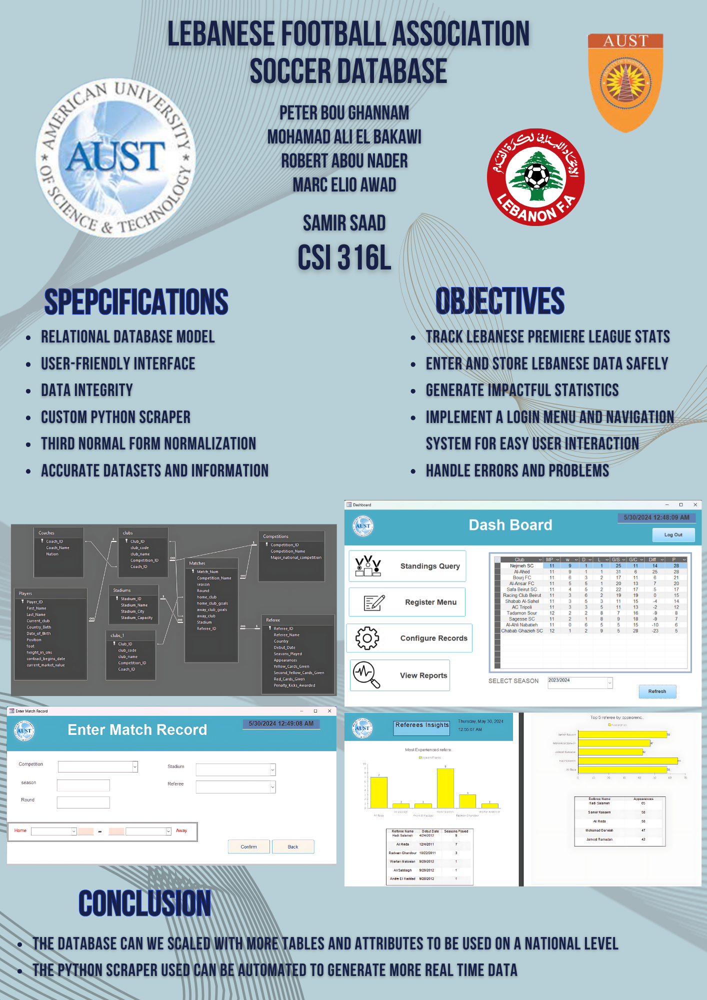 LEBANESE FOOTBALL ASSOCIATION
SOCCER DATABASE
AUST
FACULTY OF ENGINEERING
AMERICAN UNIVERSITY
AUST
* OF SCIENCE & TECHNOLOGY *
PETER BOU GHANNAM
MOHAMAD ALI EL BAKAWI
ROBERT ABOU NADER
MARC ELIO AWAD
الإتحاد اللبناني لكرة القدم
LEBANON F.A
SAMIR SAAD
CSI 316L
SPEPCIFICATIONS
• RELATIONAL DATABASE MODEL
• USER-FRIENDLY INTERFACE
• DATA INTEGRITY
• CUSTOM PYTHON SCRAPER
• THIRD NORMAL FORM NORMALIZATION
• ACCURATE DATASETS AND INFORMATION
OBJECTIVES
• TRACK LEBANESE PREMIERE LEAGUE STATS
• ENTER AND STORE LEBANESE DATA SAFELY
• GENERATE IMPACTFUL STATISTICS
• IMPLEMENT A LOGIN MENU AND NAVIGATION
SYSTEM FOR EASY USER INTERACTION
• HANDLE ERRORS AND PROBLEMS
Coaches
Coach_ID
Coach_Name
Nation
clubs
Club_ID
club_code
club_name
Competition_ID
Coach_ID
Competitions
Competition_ID
Competition_Name
Major_national_competition
Matches
Match_Num
Competition_Name
season
Round
home_club
home_club_goals
away_club_goals
away_club
Stadium
Referee_ID
Players
Player_ID
First_Name
Last_Name
Current_club
Country_Birth
Date_of_Birth
Position
foot
height_in_cms
contract_begins_date
current_market_value
Stadiums
Stadium_ID
Stadium_Name
Stadium_City
Stadium_Capacity
clubs_1
Club_ID
club_code
club_name
Competition_ID
Coach_ID
Referee
Referee_ID
Referee_Name
Country
Debut_Date
Seasons_Played
Appearances
Yellow_Cards_Given
Second_Yellow_Cards_Given
Red_Cards_Given
Penalty_Kicks_Awarded
Dashboard
AUST
Dash Board
5/30/2024 12:48:09 AM
Log Out
Standings Query
Register Menu
Configure Records
View Reports
Club MP w D L G/S G/C Diff P
Nejmeh SC 11 9 1 1 25 11 14 28
Al-Ahed 11 9 1 1 31 6 25 28
Bourj FC 11 6 3 2 17 11 6 21
Al-Ansar FC 11 5 5 1 20 13 7 20
Safa Beirut SC 11 4 5 2 22 17 5 17
Racing Club Beirut 11 3 6 2 19 19 0 15
Shabab Al-Sahel 11 3 5 3 11 15 -4 14
AC Tripoli 11 3 3 5 11 13 -2 12
Tadamon Sour 12 2 2 8 7 16 -9 8
Sagesse SC 11 2 1 8 9 18 -9 7
Al-Ahli Nabatieh 11 0 6 5 5 15 -10 6
Chabab Ghazieh SC 12 1 2 9 5 28 -23 5
SELECT SEASON 2023/2024
Refresh
Enter Match Record
AUST
Enter Match Record
5/30/2024 12:49:08 AM
Competition
season
Round
Stadium
Referee
Home - Away
Confirm
Back
AUST
Referees Insights
Thursday, May 30, 2024
12:55:07 AM
Most Experienced refere..
Seasons Played
10
9
8
7
6
5
4
3
2
1
0
7 1 1 9 3 1
Ali Reda Ali Sabbagh Andre El Haddad Hadi Salameh Radwan Ghandour Wartan Matosian
Referee Name Debut Date Seasons Played
Hadi Salameh 4/24/2012 9
Ali Reda 12/4/2011 7
Radwan Ghandour 10/22/2011 3
Wartan Matosian 9/29/2012 1
Ali Sabbagh 9/29/2012 1
Andre El Haddad 9/28/2012 1
Top 5 referee by appearenc..
Appearances
Samer Kassem 58
Mohamad Darwish 47
Jameel Ramadan 42
Hadi Salameh 65
Ali Reda 58
0 10 20 30 40 50 60 70
Referee Name Appearances
Hadi Salameh 65
Samer Kassem 58
Ali Reda 58
Mohamad Darwish 47
Jameel Ramadan 42
CONCLUSION
• THE DATABASE CAN WE SCALED WITH MORE TABLES AND ATTRIBUTES TO BE USED ON A NATIONAL LEVEL
• THE PYTHON SCRAPER USED CAN BE AUTOMATED TO GENERATE MORE REAL TIME DATA